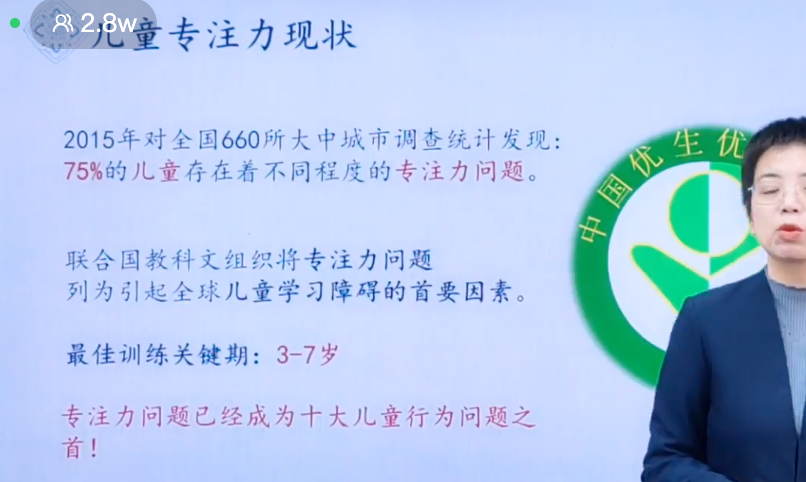 2.8w
儿童专注力现状
2015年对全国660所大中城市调查统计发现：
75%的儿童存在着不同程度的专注力问题。
联合国教科文组织将专注力问题
列为引起全球儿童学习障碍的首要因素。
最佳训练关键期：3-7岁
专注力问题已经成为十大儿童行为问题之
首！
中国优生优